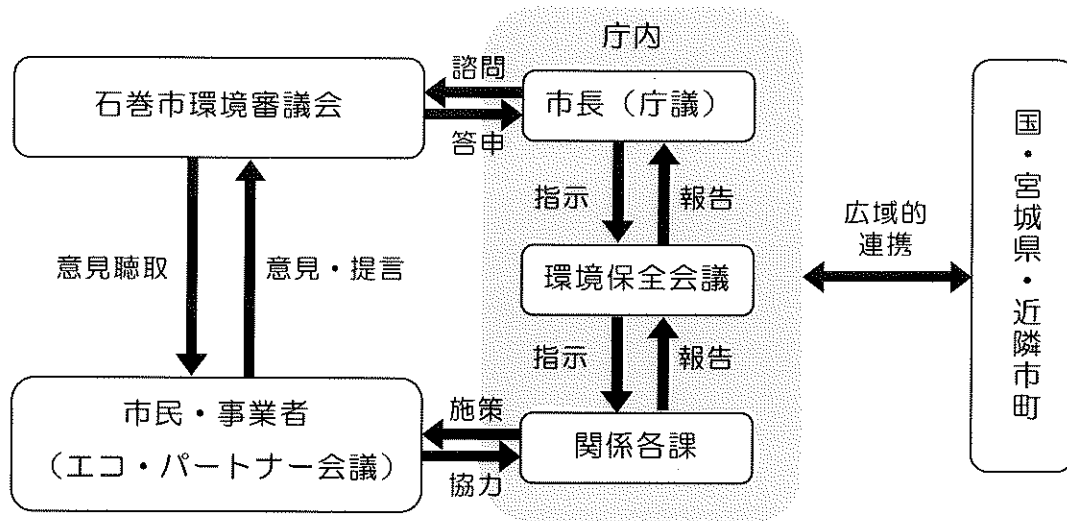 庁内
石巻市環境審議会
諮問
答申
市長（庁議）
指示
報告
意見聴取
意見・提言
環境保全会議
広域的
連携
国・宮城県・近隣市町
指示
報告
市民・事業者
（エコ・パートナー会議）
施策
協力
関係各課